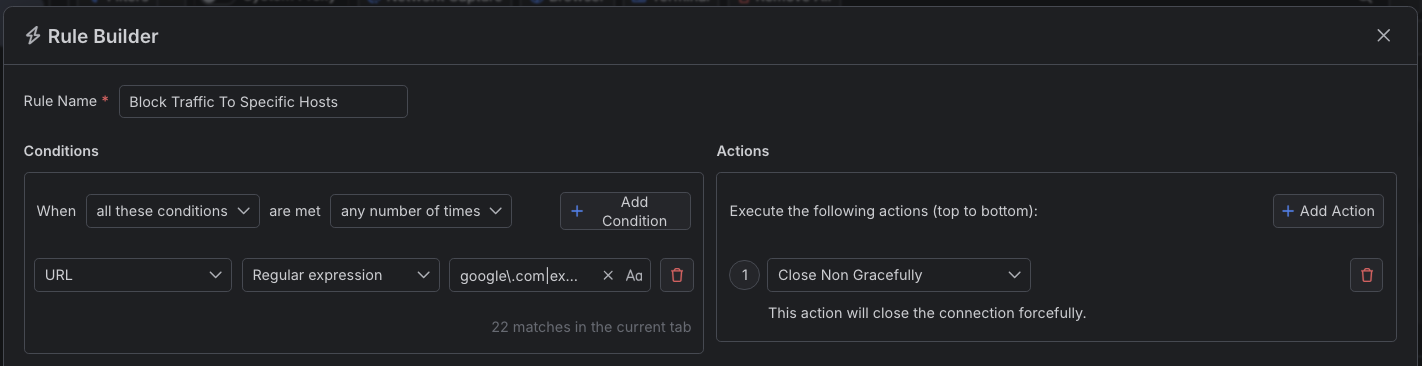 Rule Builder
Rule Name *
Block Traffic To Specific Hosts
Conditions
When all these conditions are met any number of times
Add Condition
URL Regular expression google\.com|ex... Aa
22 matches in the current tab
Actions
Execute the following actions (top to bottom):
Add Action
1 Close Non Gracefully
This action will close the connection forcefully.